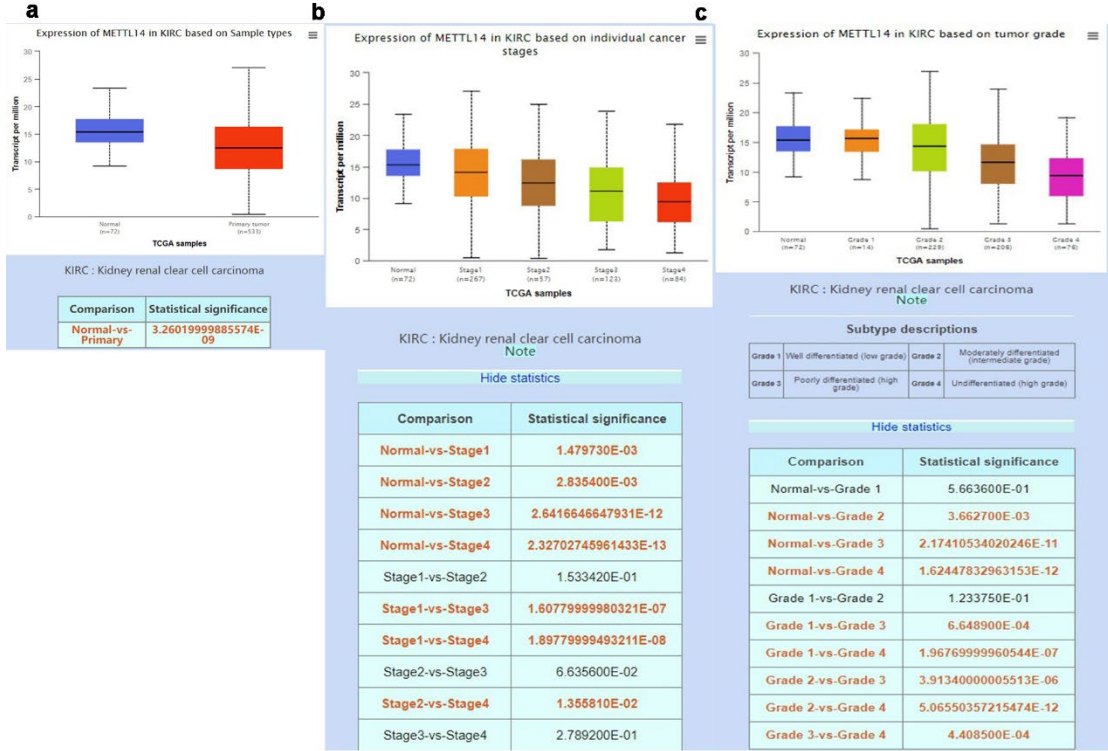 a
Expression of METTL14 in KIRC based on Sample types
Transcript per million
30
25
20
15
10
5
0
Normal
(n=72)
Primary tumor
(n=533)
TCGA samples
KIRC : Kidney renal clear cell carcinoma
Comparison Statistical significance
Normal-vs-Primary 3.26019999885574E-09
b
Expression of METTL14 in KIRC based on individual cancer
stages
Transcript per million
30
25
20
15
10
5
0
Normal
(n=72)
Stage1
(n=267)
Stage2
(n=57)
Stage3
(n=123)
Stage4
(n=84)
TCGA samples
KIRC : Kidney renal clear cell carcinoma
Note
Hide statistics
Comparison Statistical significance
Normal-vs-Stage1 1.479730E-03
Normal-vs-Stage2 2.835400E-03
Normal-vs-Stage3 2.6416646647931E-12
Normal-vs-Stage4 2.32702745961433E-13
Stage1-vs-Stage2 1.533420E-01
Stage1-vs-Stage3 1.60779999980321E-07
Stage1-vs-Stage4 1.89779999493211E-08
Stage2-vs-Stage3 6.635600E-02
Stage2-vs-Stage4 1.355810E-02
Stage3-vs-Stage4 2.789200E-01
c
Expression of METTL14 in KIRC based on tumor grade
Transcript per million
30
25
20
15
10
5
0
Normal
(n=72)
Grade 1
(n=14)
Grade 2
(n=229)
Grade 3
(n=206)
Grade 4
(n=76)
TCGA samples
KIRC : Kidney renal clear cell carcinoma
Note
Subtype descriptions
Grade 1 Well differentiated (low grade) Grade 2 Moderately differentiated
(intermediate grade)
Grade 3 Poorly differentiated (high
grade) Grade 4 Undifferentiated (high grade)
Hide statistics
Comparison Statistical significance
Normal-vs-Grade 1 5.663600E-01
Normal-vs-Grade 2 3.662700E-03
Normal-vs-Grade 3 2.17410534020246E-11
Normal-vs-Grade 4 1.62447832963153E-12
Grade 1-vs-Grade 2 1.233750E-01
Grade 1-vs-Grade 3 6.648900E-04
Grade 1-vs-Grade 4 1.96769999960544E-07
Grade 2-vs-Grade 3 3.91340000005513E-06
Grade 2-vs-Grade 4 5.06550357215474E-12
Grade 3-vs-Grade 4 4.408500E-04